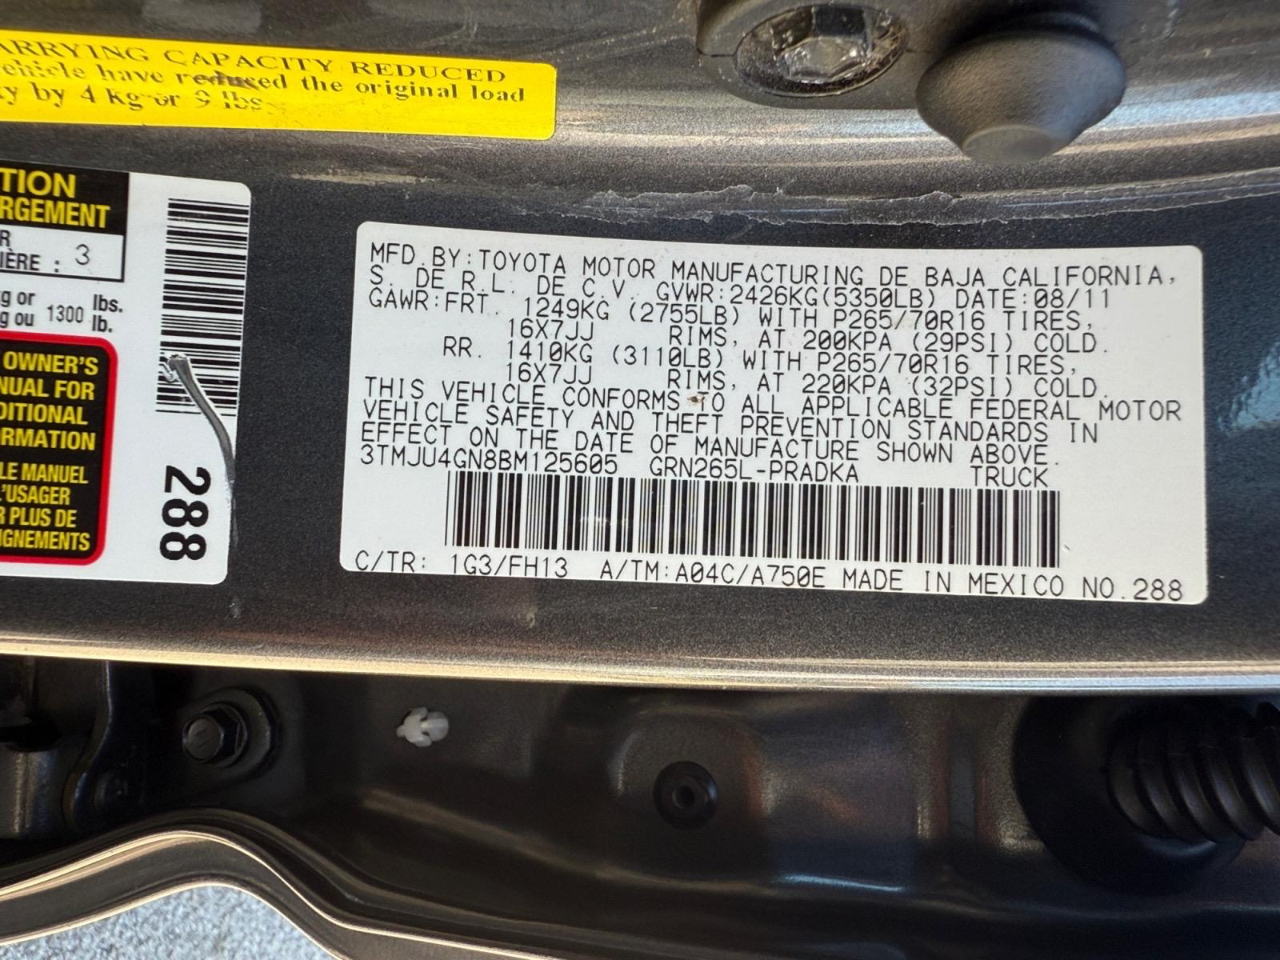 ARRYING CAPACITY REDUCED
vehicle have reduced the original load
ty by 4 kg or 9 lbs
TION
RGEMENT
R
IÈRE : 3
kg or 1300 lbs.
kg ou lb.
OWNER'S
NUAL FOR
DITIONAL
ORMATION
LE MANUEL
L'USAGER
R PLUS DE
IGNEMENTS
288
MFD.BY:TOYOTA MOTOR MANUFACTURING DE BAJA CALIFORNIA,
S. DE R.L. DE C.V. GVWR:2426KG(5350LB) DATE:08/11
GAWR:FRT. 1249KG (2755LB) WITH P265/70R16 TIRES,
16X7JJ RIMS, AT 200KPA (29PSI) COLD.
RR. 1410KG (3110LB) WITH P265/70R16 TIRES,
16X7JJ RIMS, AT 220KPA (32PSI) COLD.
THIS VEHICLE CONFORMS TO ALL APPLICABLE FEDERAL MOTOR
VEHICLE SAFETY AND THEFT PREVENTION STANDARDS IN
EFFECT ON THE DATE OF MANUFACTURE SHOWN ABOVE.
3TMJU4GN8BM125605 GRN265L-PRADKA TRUCK
C/TR: 1G3/FH13 A/TM:A04C/A750E MADE IN MEXICO NO.288